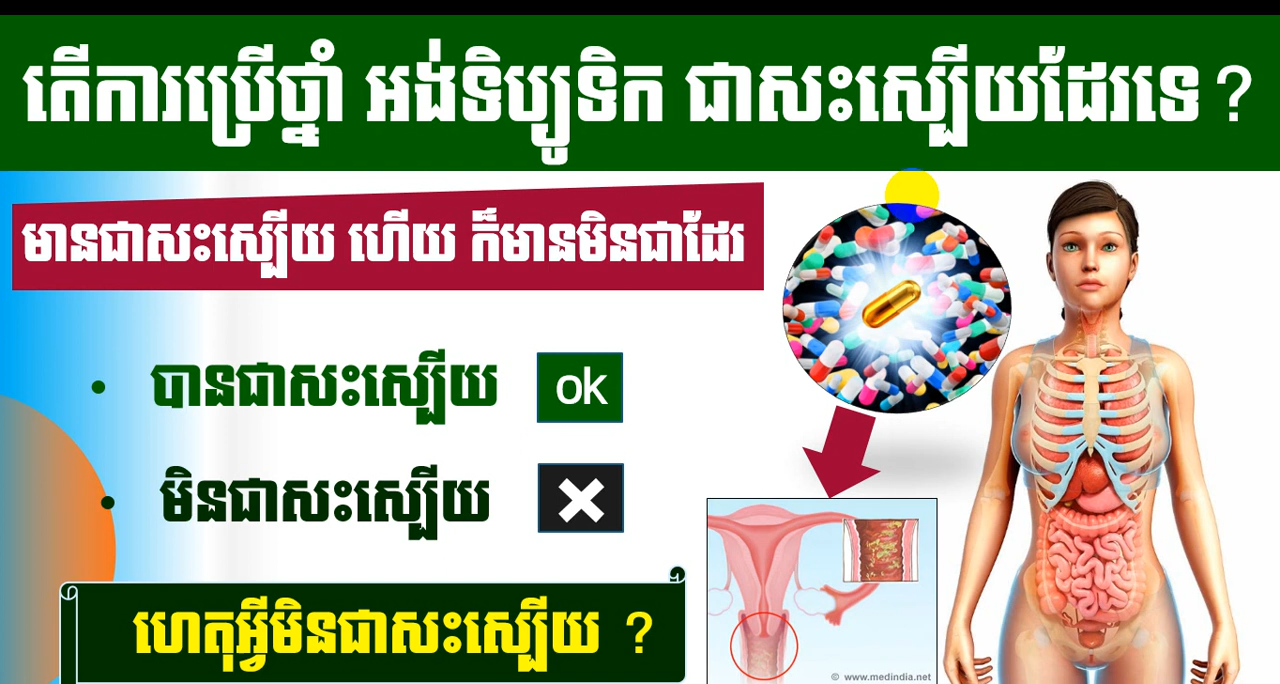 តើការប្រើថ្នាំ អង់ទិប្យូទិក ជាសះស្បើយដែរទេ ?
មានជាសះស្បើយ ហើយ ក៏មានមិនជាដែរ
• បានជាសះស្បើយ ok
• មិនជាសះស្បើយ
ហេតុអ្វីមិនជាសះស្បើយ ?
© www.medindia.net